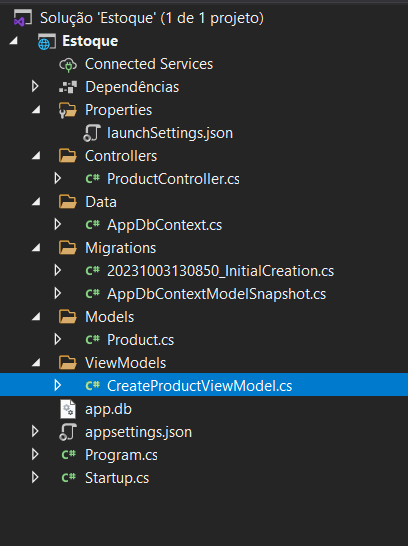 Solução 'Estoque' (1 de 1 projeto)
Estoque
Connected Services
Dependências
Properties
launchSettings.json
Controllers
C# ProductController.cs
Data
C# AppDbContext.cs
Migrations
C# 20231003130850_InitialCreation.cs
C# AppDbContextModelSnapshot.cs
Models
C# Product.cs
ViewModels
C# CreateProductViewModel.cs
app.db
appsettings.json
C# Program.cs
C# Startup.cs